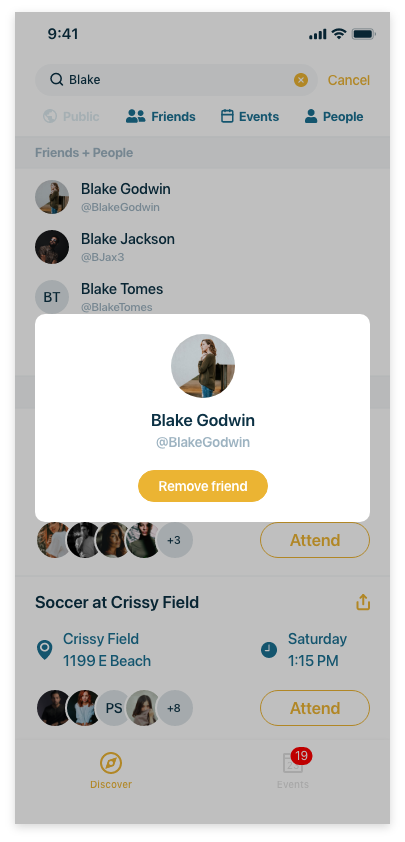 9:41
Blake
Cancel
Public
Friends
Events
People
Friends + People
Blake Godwin
@BlakeGodwin
Blake Jackson
@BJax3
BT
Blake Tomes
@BlakeTomes
Blake Godwin
@BlakeGodwin
Remove friend
+3
Attend
Soccer at Crissy Field
Crissy Field
1199 E Beach
Saturday
1:15 PM
PS
+8
Attend
19
Discover
Events